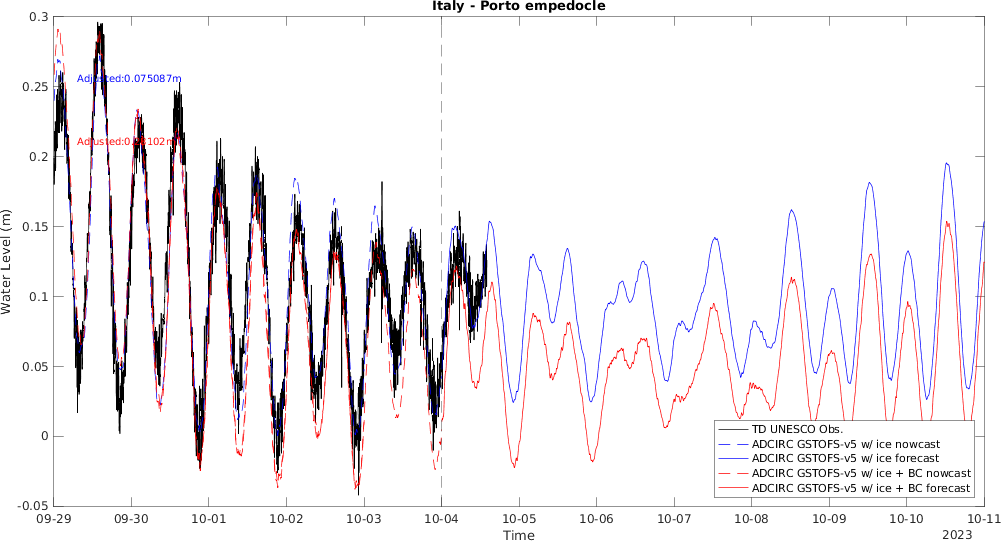 Italy - Porto empedocle
0.3
0.25
0.2
0.15
0.1
0.05
0
-0.05
Water Level (m)
Adjusted:0.075087m
TD UNESCO Obs.
ADCIRC GSTOFS-v5 w/ ice nowcast
ADCIRC GSTOFS-v5 w/ ice forecast
ADCIRC GSTOFS-v5 w/ ice + BC nowcast
ADCIRC GSTOFS-v5 w/ ice + BC forecast
09-29 09-30 10-01 10-02 10-03 10-04 10-05 10-06 10-07 10-08 10-09 10-10 10-11
Time
2023